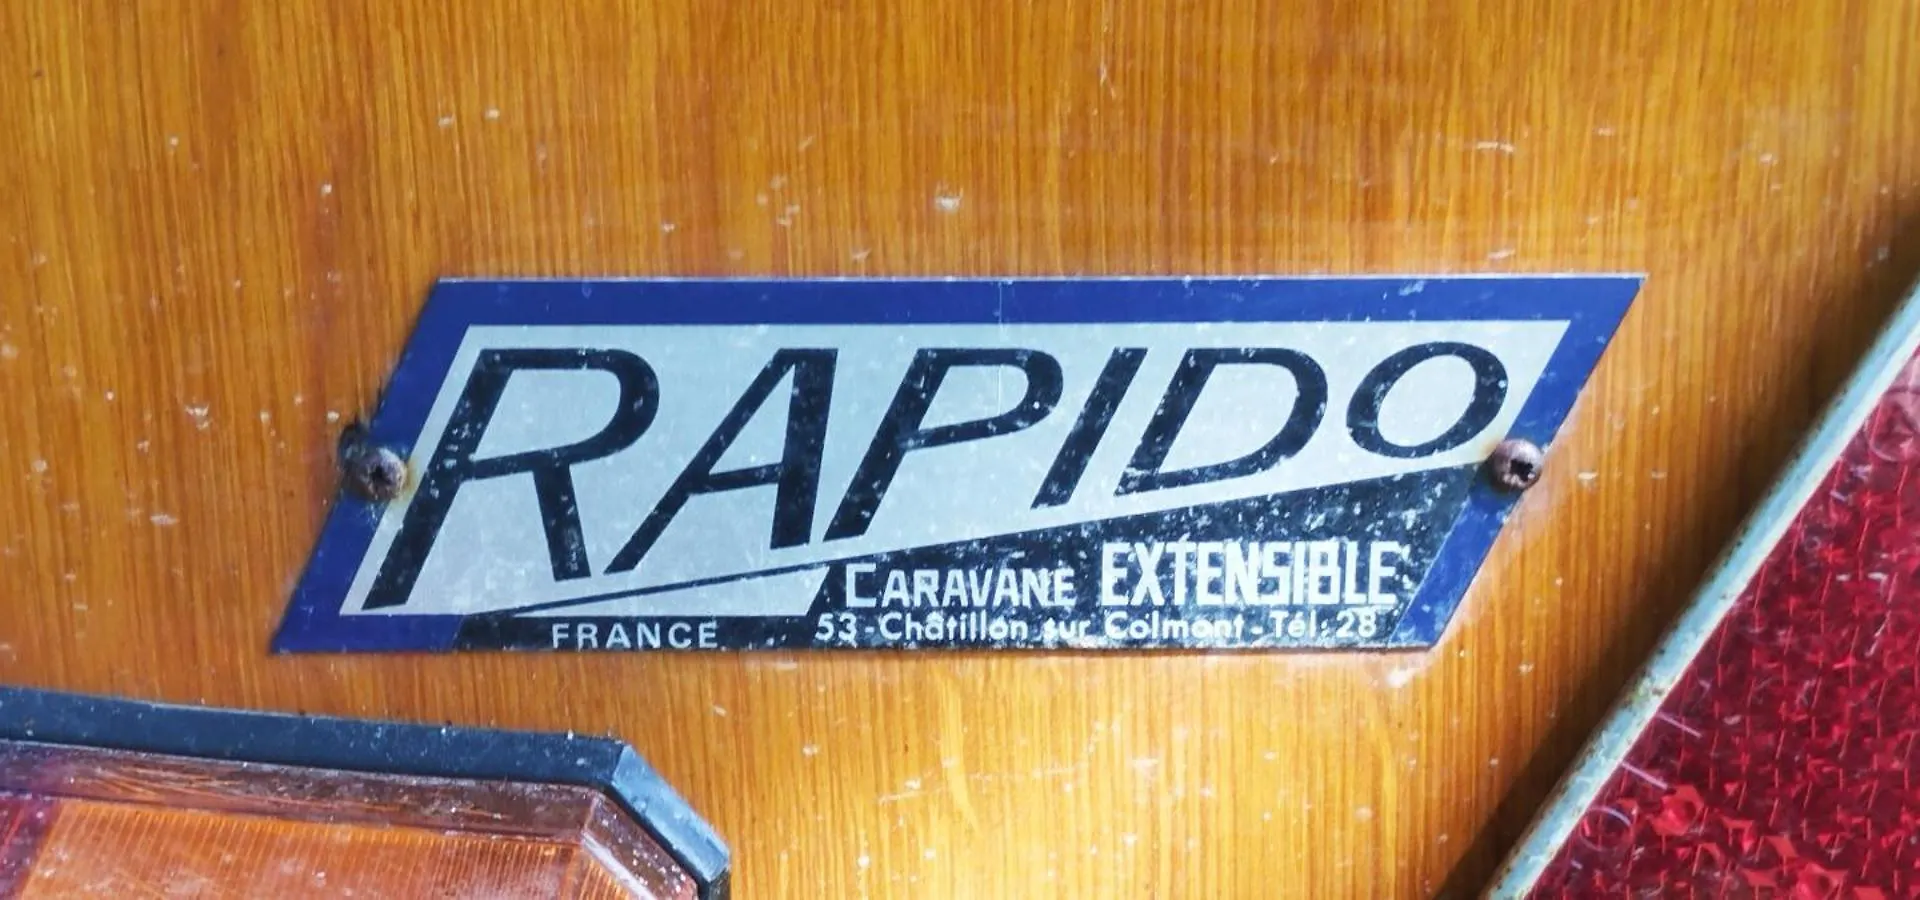 RAPIDO
CARAVANE EXTENSIBLE
FRANCE 53-Châtillon sur Colmont-Tél:28